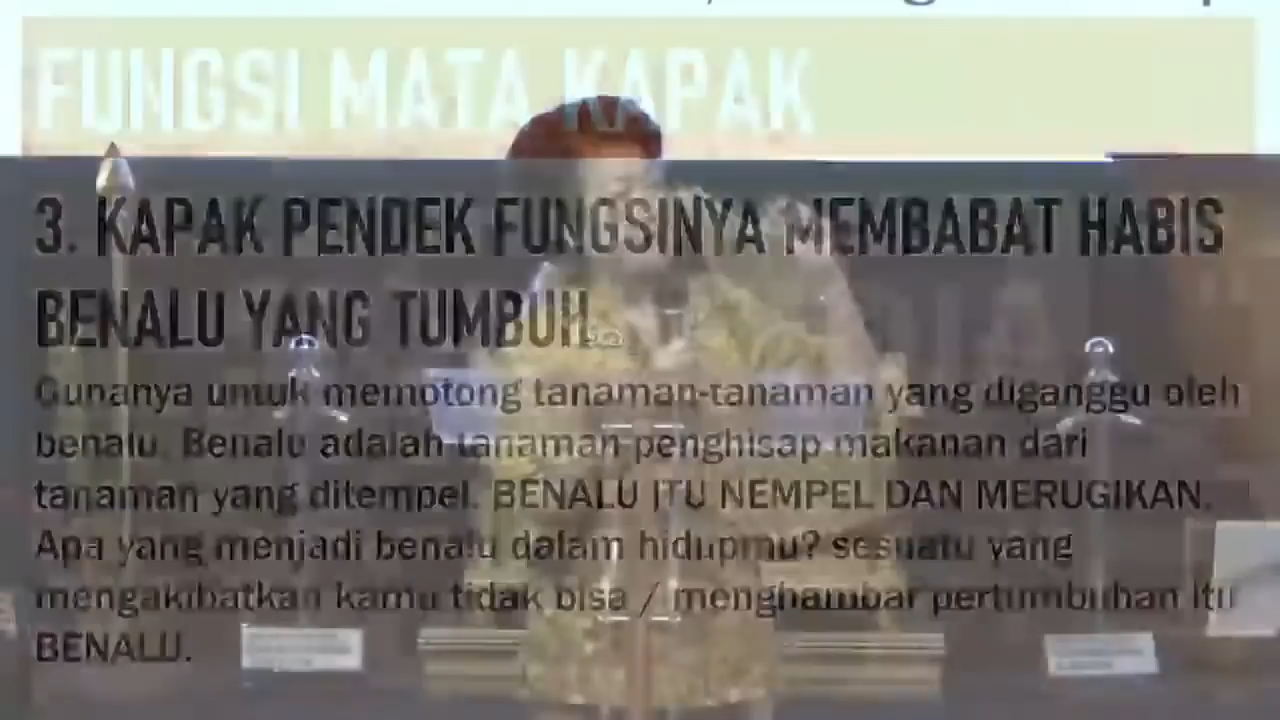 FUNGSI MATA KAPAK
3. KAPAK PENDEK FUNGSINYA MEMBABAT HABIS
BENALU YANG TUMBUH.
Gunanya untuk memotong tanaman-tanaman yang diganggu oleh
benalu. Benalu adalah tanaman penghisap makanan dari
tanaman yang ditempel. BENALU ITU NEMPEL DAN MERUGIKAN.
Apa yang menjadi benalu dalam hidupmu? sesuatu yang
mengakibatkan kamu tidak bisa / menghambar pertumbuhan itu
BENALU.